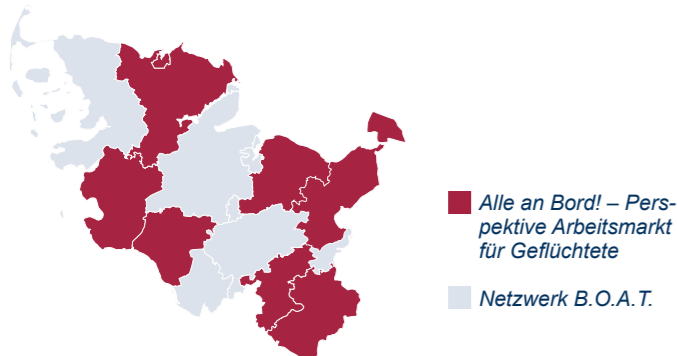 Alle an Bord! – Pers-
pektive Arbeitsmarkt
für Geflüchtete
Netzwerk B.O.A.T.